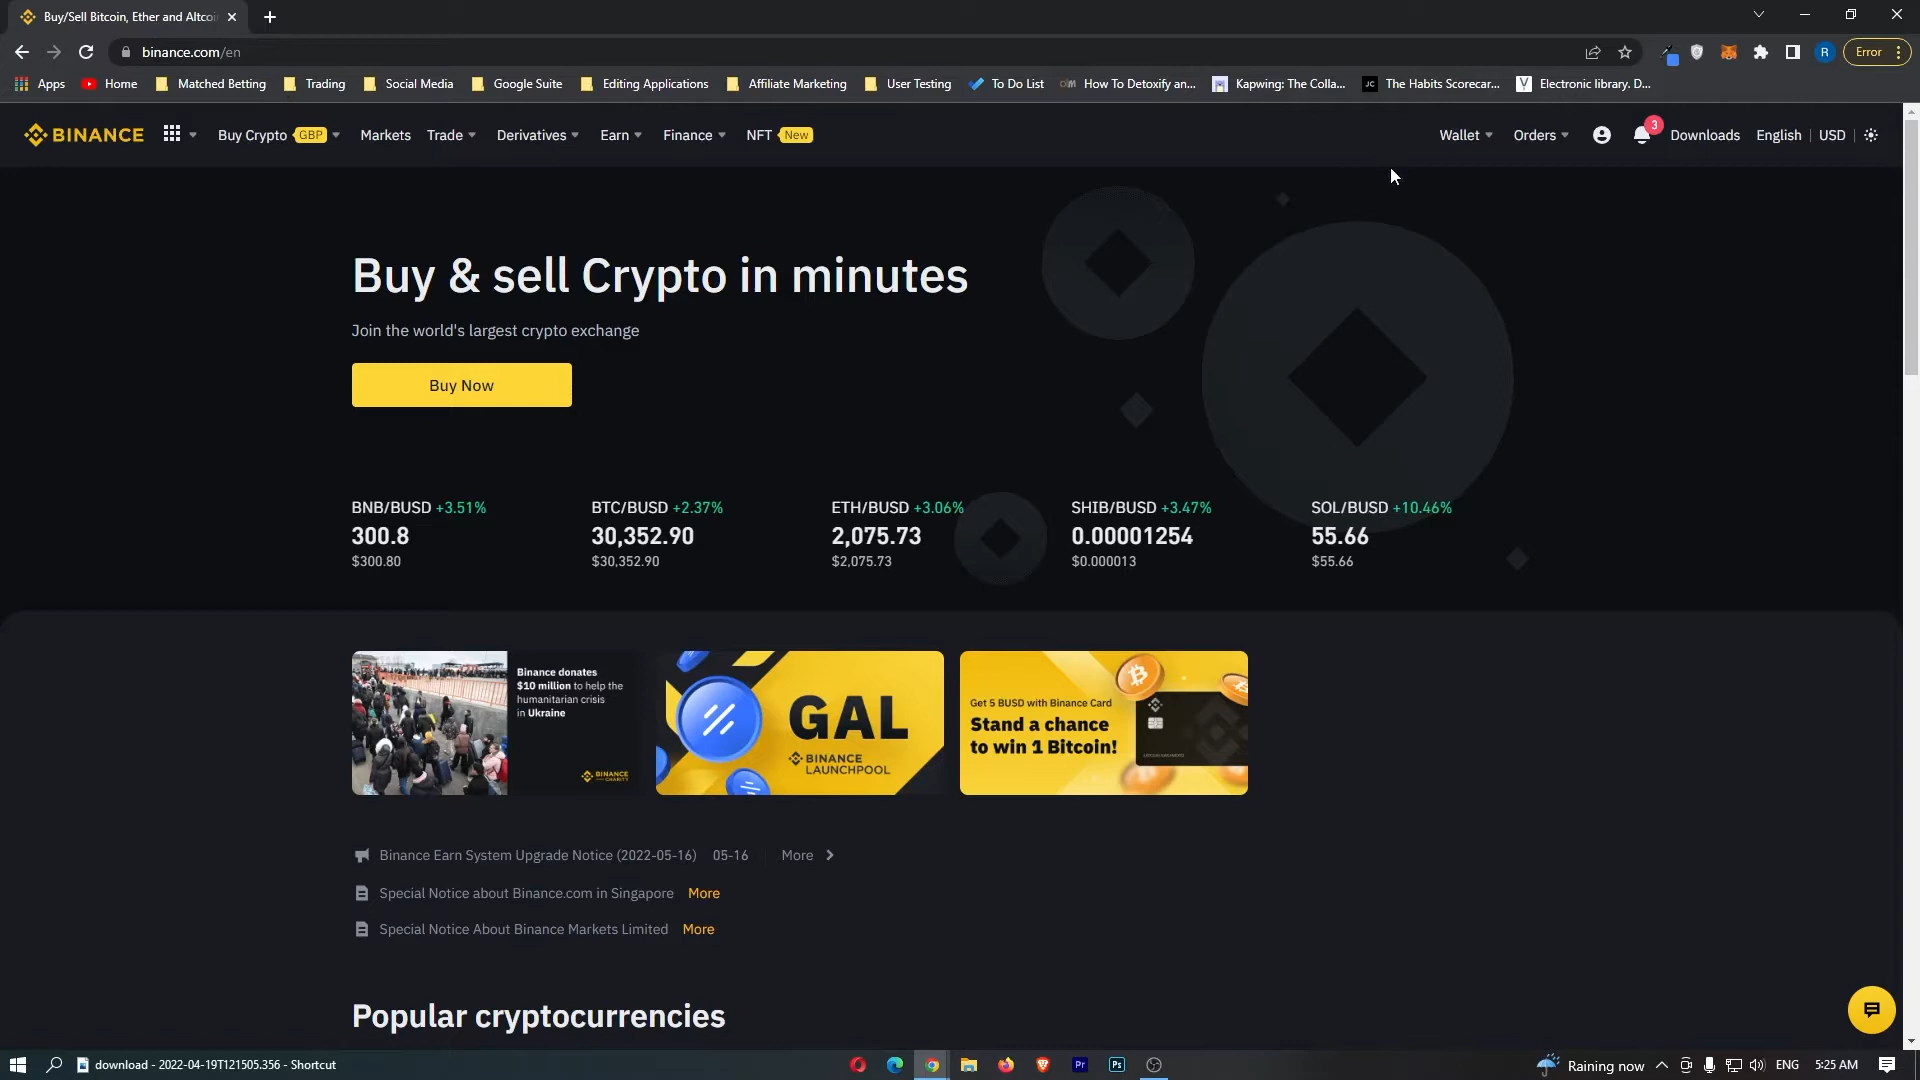 Buy/Sell Bitcoin, Ether and Altcoi
binance.com/en
Error
Apps Home Matched Betting Trading Social Media Google Suite Editing Applications Affiliate Marketing User Testing To Do List How To Detoxify an... Kapwing: The Colla... JC The Habits Scorecar... Electronic library. D...
BINANCE Buy Crypto GBP Markets Trade Derivatives Earn Finance NFT New Wallet Orders 3 Downloads English USD
Buy & sell Crypto in minutes
Join the world's largest crypto exchange
Buy Now
BNB/BUSD +3.51% BTC/BUSD +2.37% ETH/BUSD +3.06% SHIB/BUSD +3.47% SOL/BUSD +10.46%
300.8 30,352.90 2,075.73 0.00001254 55.66
$300.80 $30,352.90 $2,075.73 $0.000013 $55.66
Binance donates
$10 million to help the
humanitarian crisis
in Ukraine
BINANCE
CHARITY
GAL
BINANCE
LAUNCHPOOL
Get 5 BUSD with Binance Card
Stand a chance
to win 1 Bitcoin!
Binance Earn System Upgrade Notice (2022-05-16) 05-16 More
Special Notice about Binance.com in Singapore More
Special Notice About Binance Markets Limited More
Popular cryptocurrencies
download - 2022-04-19T121505.356 - Shortcut
Pr
Ps
Raining now
ENG
5:25 AM